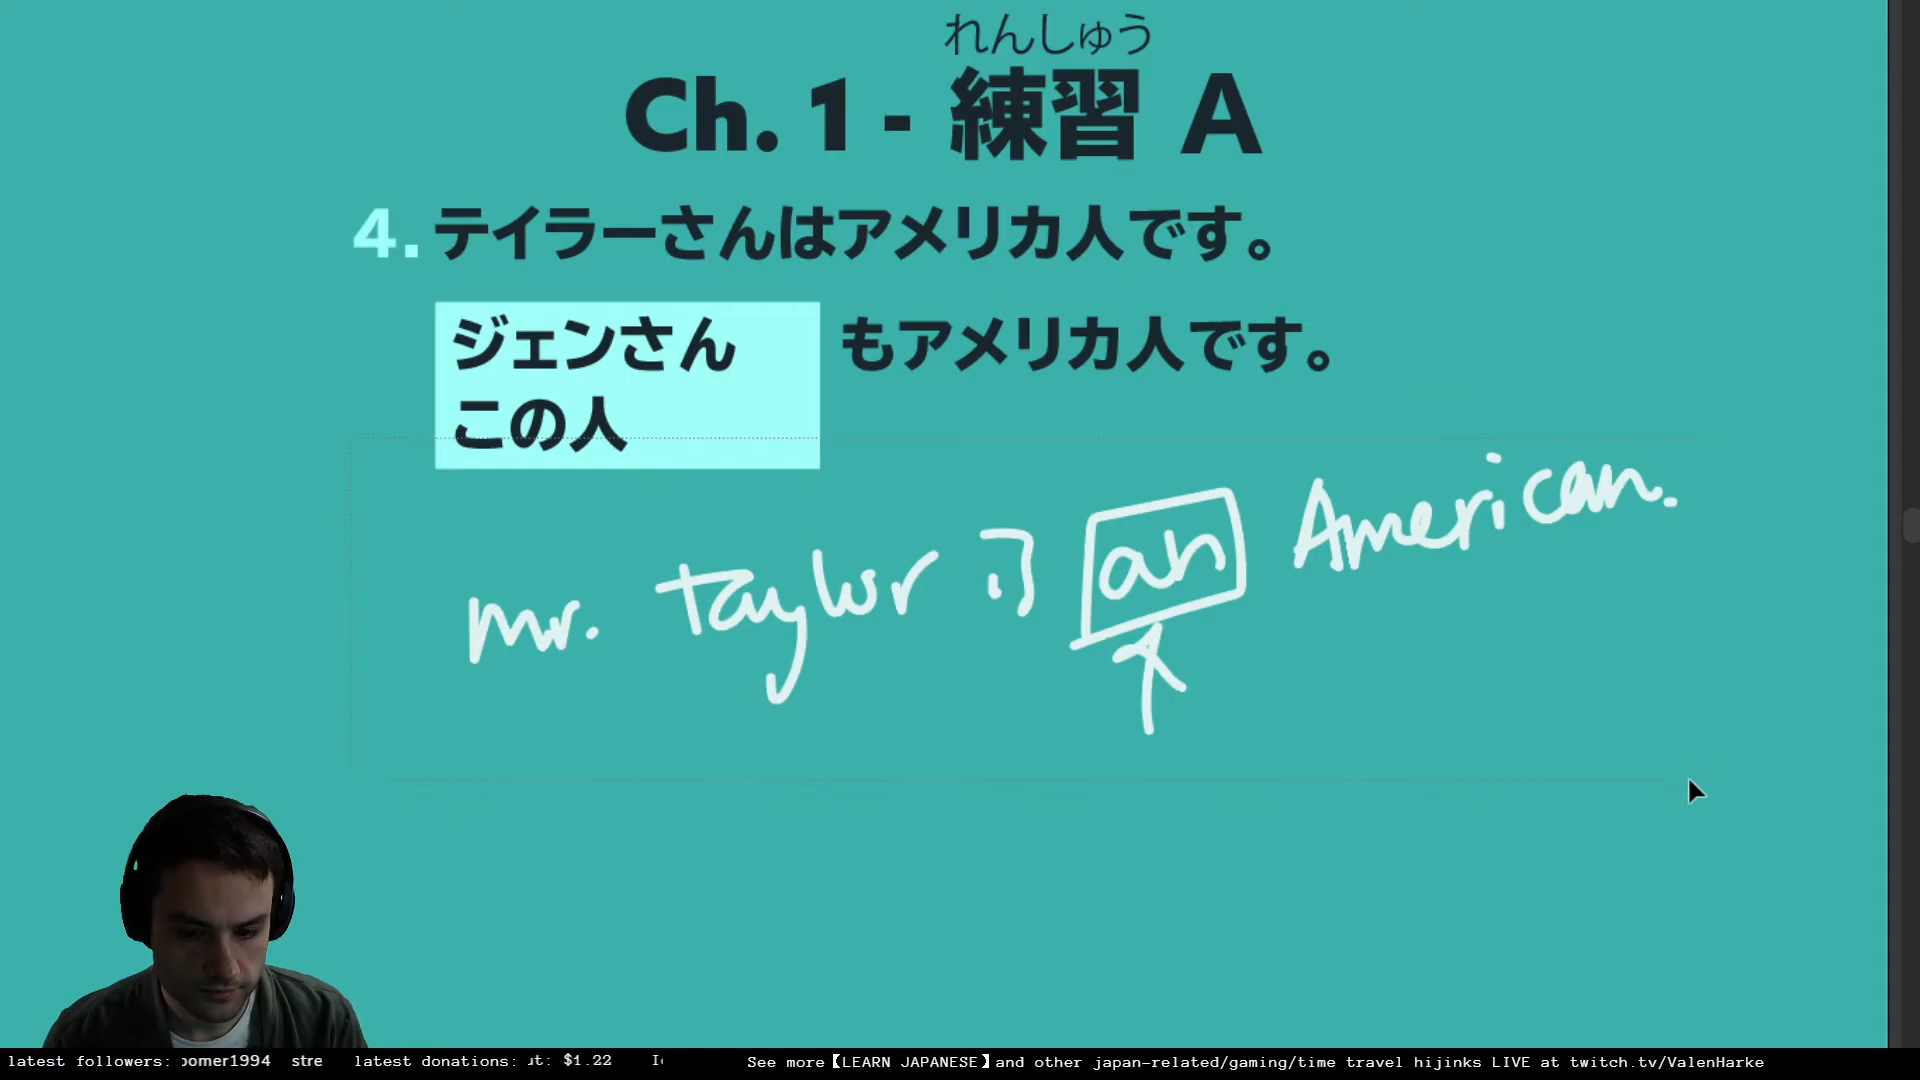 れんしゅう
Ch. 1 - 練習 A
4. テイラーさんはアメリカ人です。
ジェンさん もアメリカ人です。
この人
mr. taylor is an American.
latest followers: omer1994 stre latest donations: ut: $1.22 See more【LEARN JAPANESE】and other japan-related/gaming/time travel hijinks LIVE at twitch.tv/ValenHarke